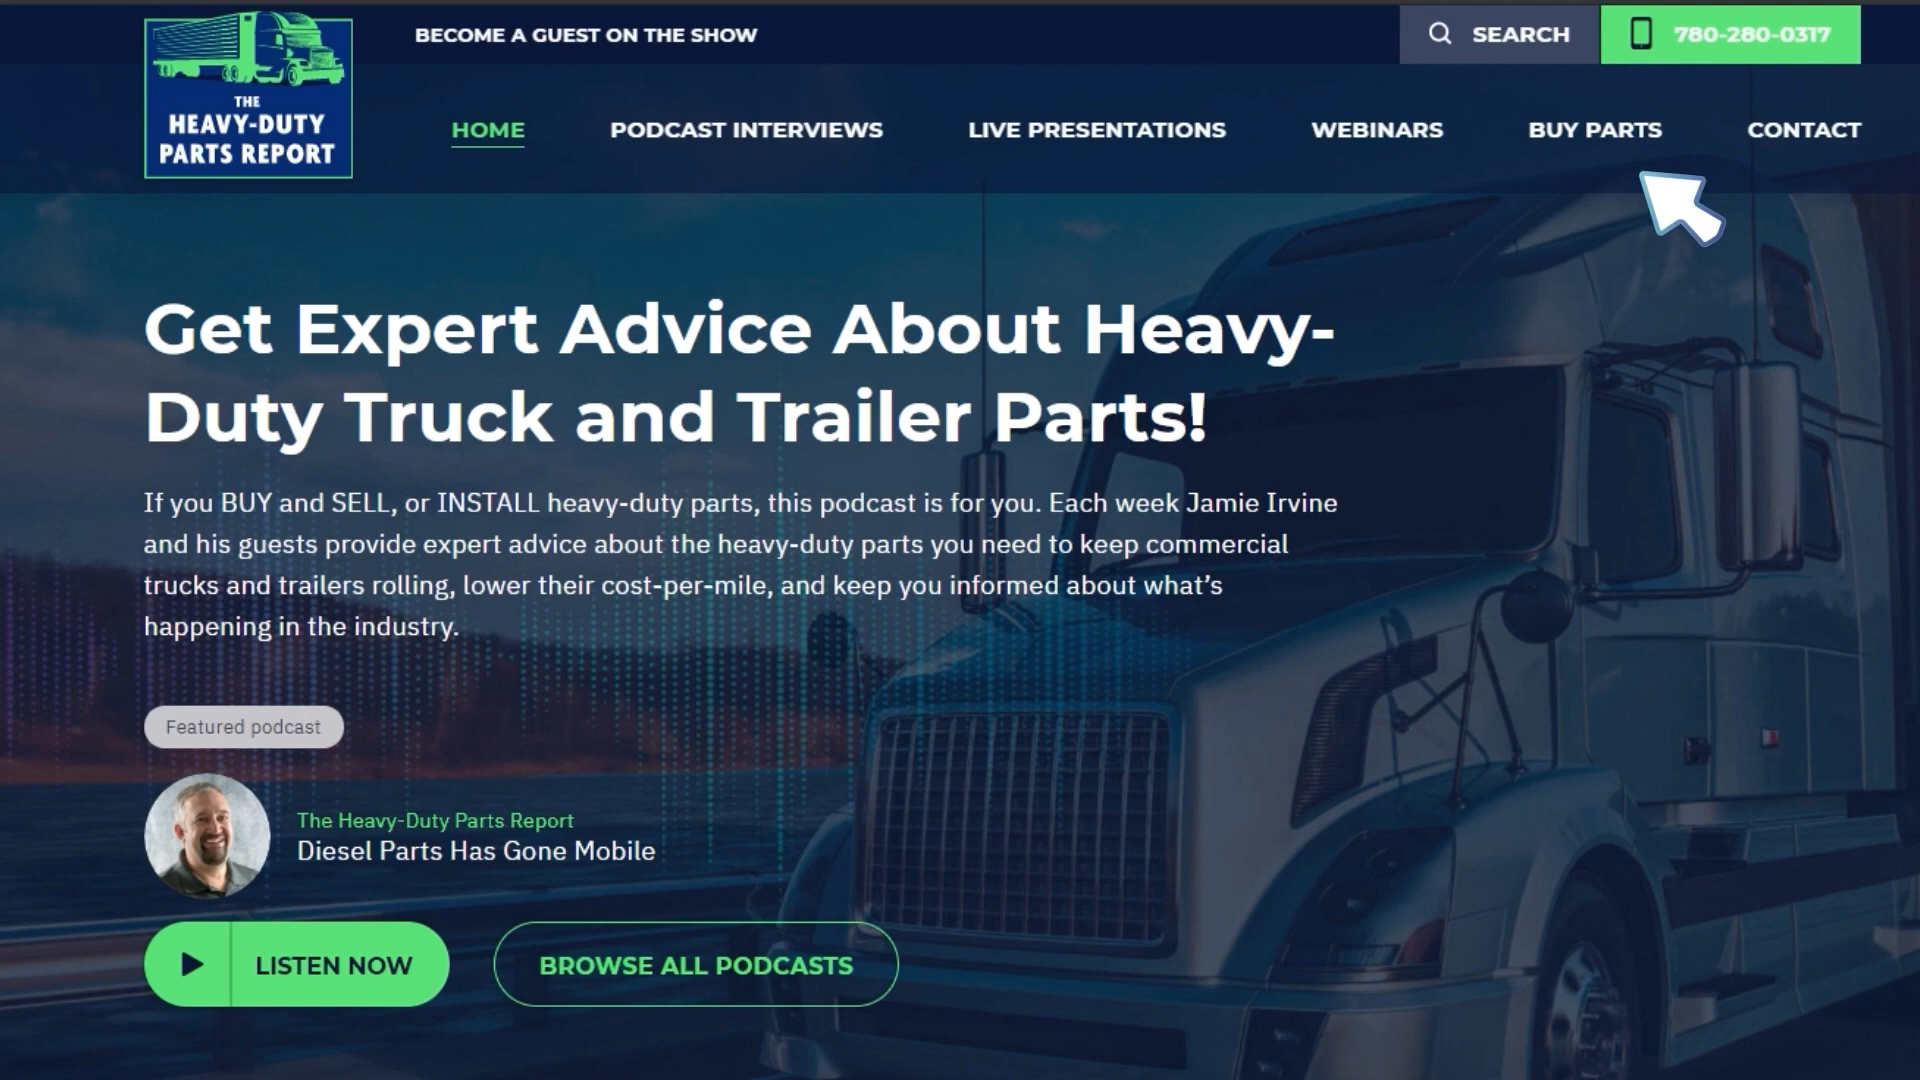 BECOME A GUEST ON THE SHOW
SEARCH
780-280-0317
THE
HEAVY-DUTY
PARTS REPORT
HOME
PODCAST INTERVIEWS
LIVE PRESENTATIONS
WEBINARS
BUY PARTS
CONTACT
Get Expert Advice About Heavy-
Duty Truck and Trailer Parts!
If you BUY and SELL, or INSTALL heavy-duty parts, this podcast is for you. Each week Jamie Irvine
and his guests provide expert advice about the heavy-duty parts you need to keep commercial
trucks and trailers rolling, lower their cost-per-mile, and keep you informed about what’s
happening in the industry.
Featured podcast
The Heavy-Duty Parts Report
Diesel Parts Has Gone Mobile
LISTEN NOW
BROWSE ALL PODCASTS